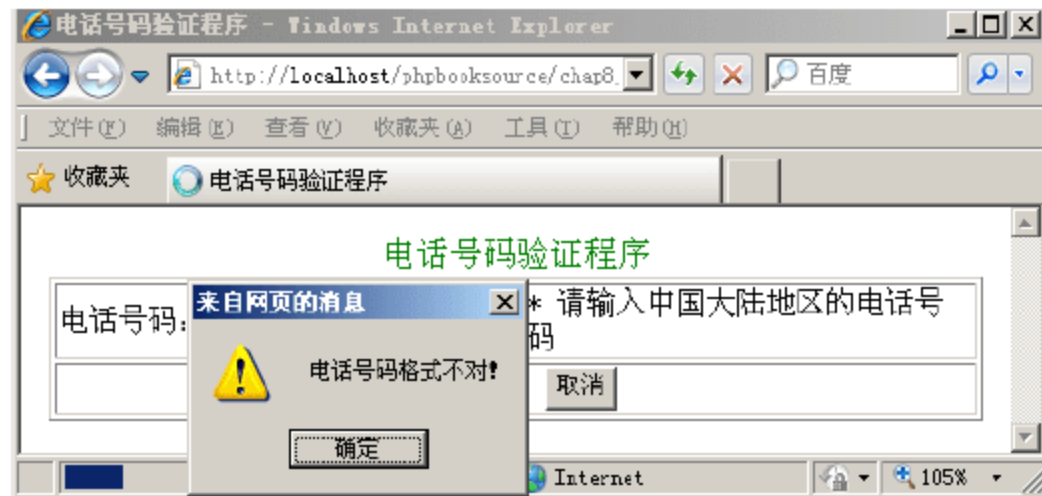 电话号码验证程序 - Windows Internet Explorer
http://localhost/phpbooksource/chap8_
百度
文件(F) 编辑(E) 查看(V) 收藏夹(A) 工具(T) 帮助(H)
收藏夹 电话号码验证程序
电话号码验证程序
电话号码: * 请输入中国大陆地区的电话号
码
来自网页的消息
电话号码格式不对!
取消
确定
Internet 105%